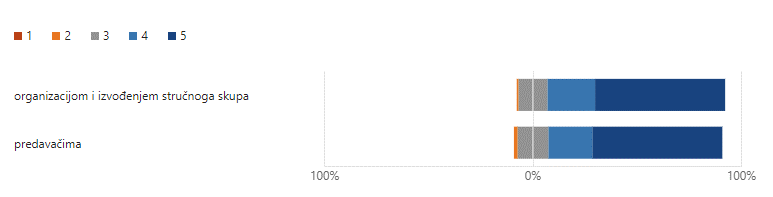 1 2 3 4 5
organizacijom i izvođenjem stručnoga skupa
predavačima
100% 0% 100%